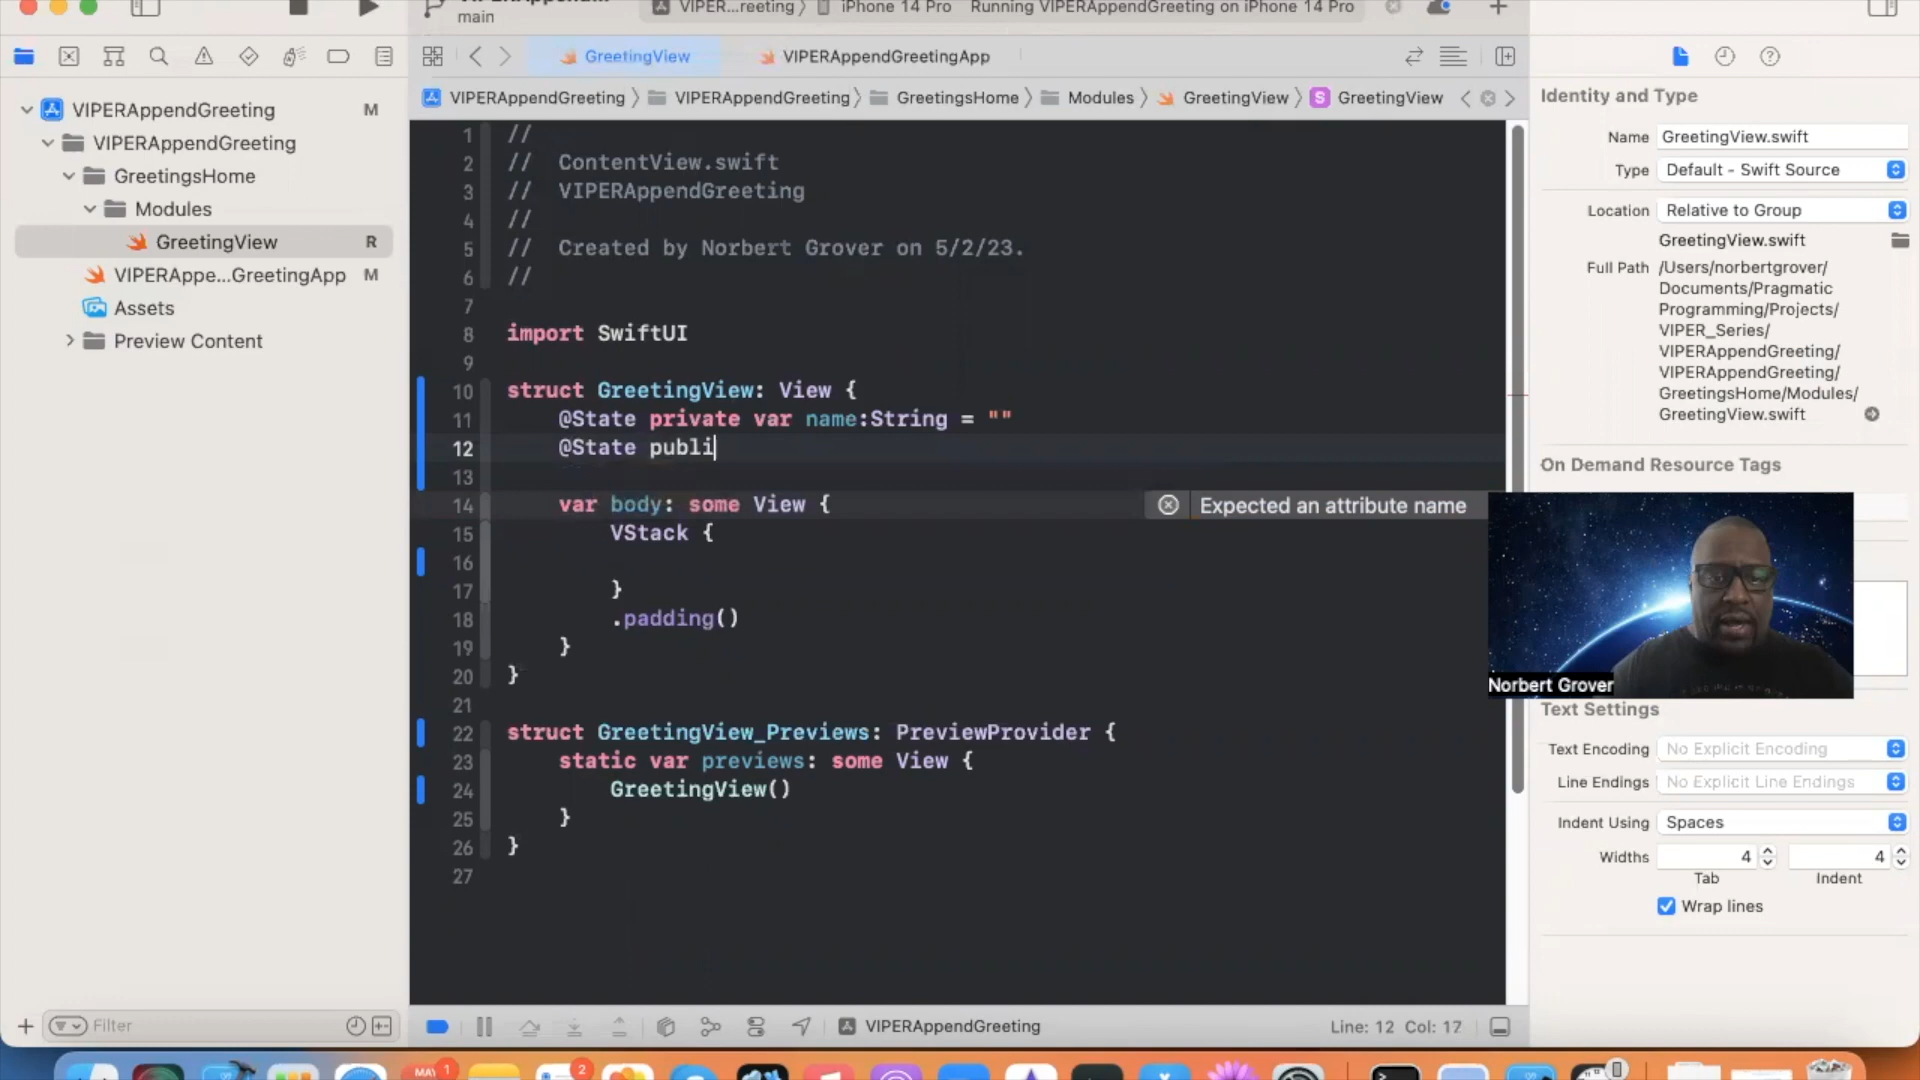 main
VIPER...reeting
iPhone 14 Pro
Running VIPERAppendGreeting on iPhone 14 Pro
GreetingView
VIPERAppendGreetingApp
VIPERAppendGreeting
VIPERAppendGreeting
GreetingsHome
Modules
GreetingView
S
GreetingView
VIPERAppendGreeting
M
VIPERAppendGreeting
GreetingsHome
Modules
GreetingView
R
VIPERAppe...GreetingApp
M
Assets
Preview Content
Filter
1 //
2 // ContentView.swift
3 // VIPERAppendGreeting
4 //
5 // Created by Norbert Grover on 5/2/23.
6 //
7
8 import SwiftUI
9
10 struct GreetingView: View {
11 @State private var name:String = ""
12 @State publi
13
14 var body: some View {
Expected an attribute name
15 VStack {
16
17 }
18 .padding()
19 }
20 }
21
22 struct GreetingView_Previews: PreviewProvider {
23 static var previews: some View {
24 GreetingView()
25 }
26 }
27
VIPERAppendGreeting
Line: 12 Col: 17
Identity and Type
Name GreetingView.swift
Type Default - Swift Source
Location Relative to Group
GreetingView.swift
Full Path /Users/norbertgrover/
Documents/Pragmatic
Programming/Projects/
VIPER_Series/
VIPERAppendGreeting/
VIPERAppendGreeting/
GreetingsHome/Modules/
GreetingView.swift
On Demand Resource Tags
Norbert Grover
Text Settings
Text Encoding No Explicit Encoding
Line Endings No Explicit Line Endings
Indent Using Spaces
Widths 4 4
Tab Indent
Wrap lines
MAY 1
2